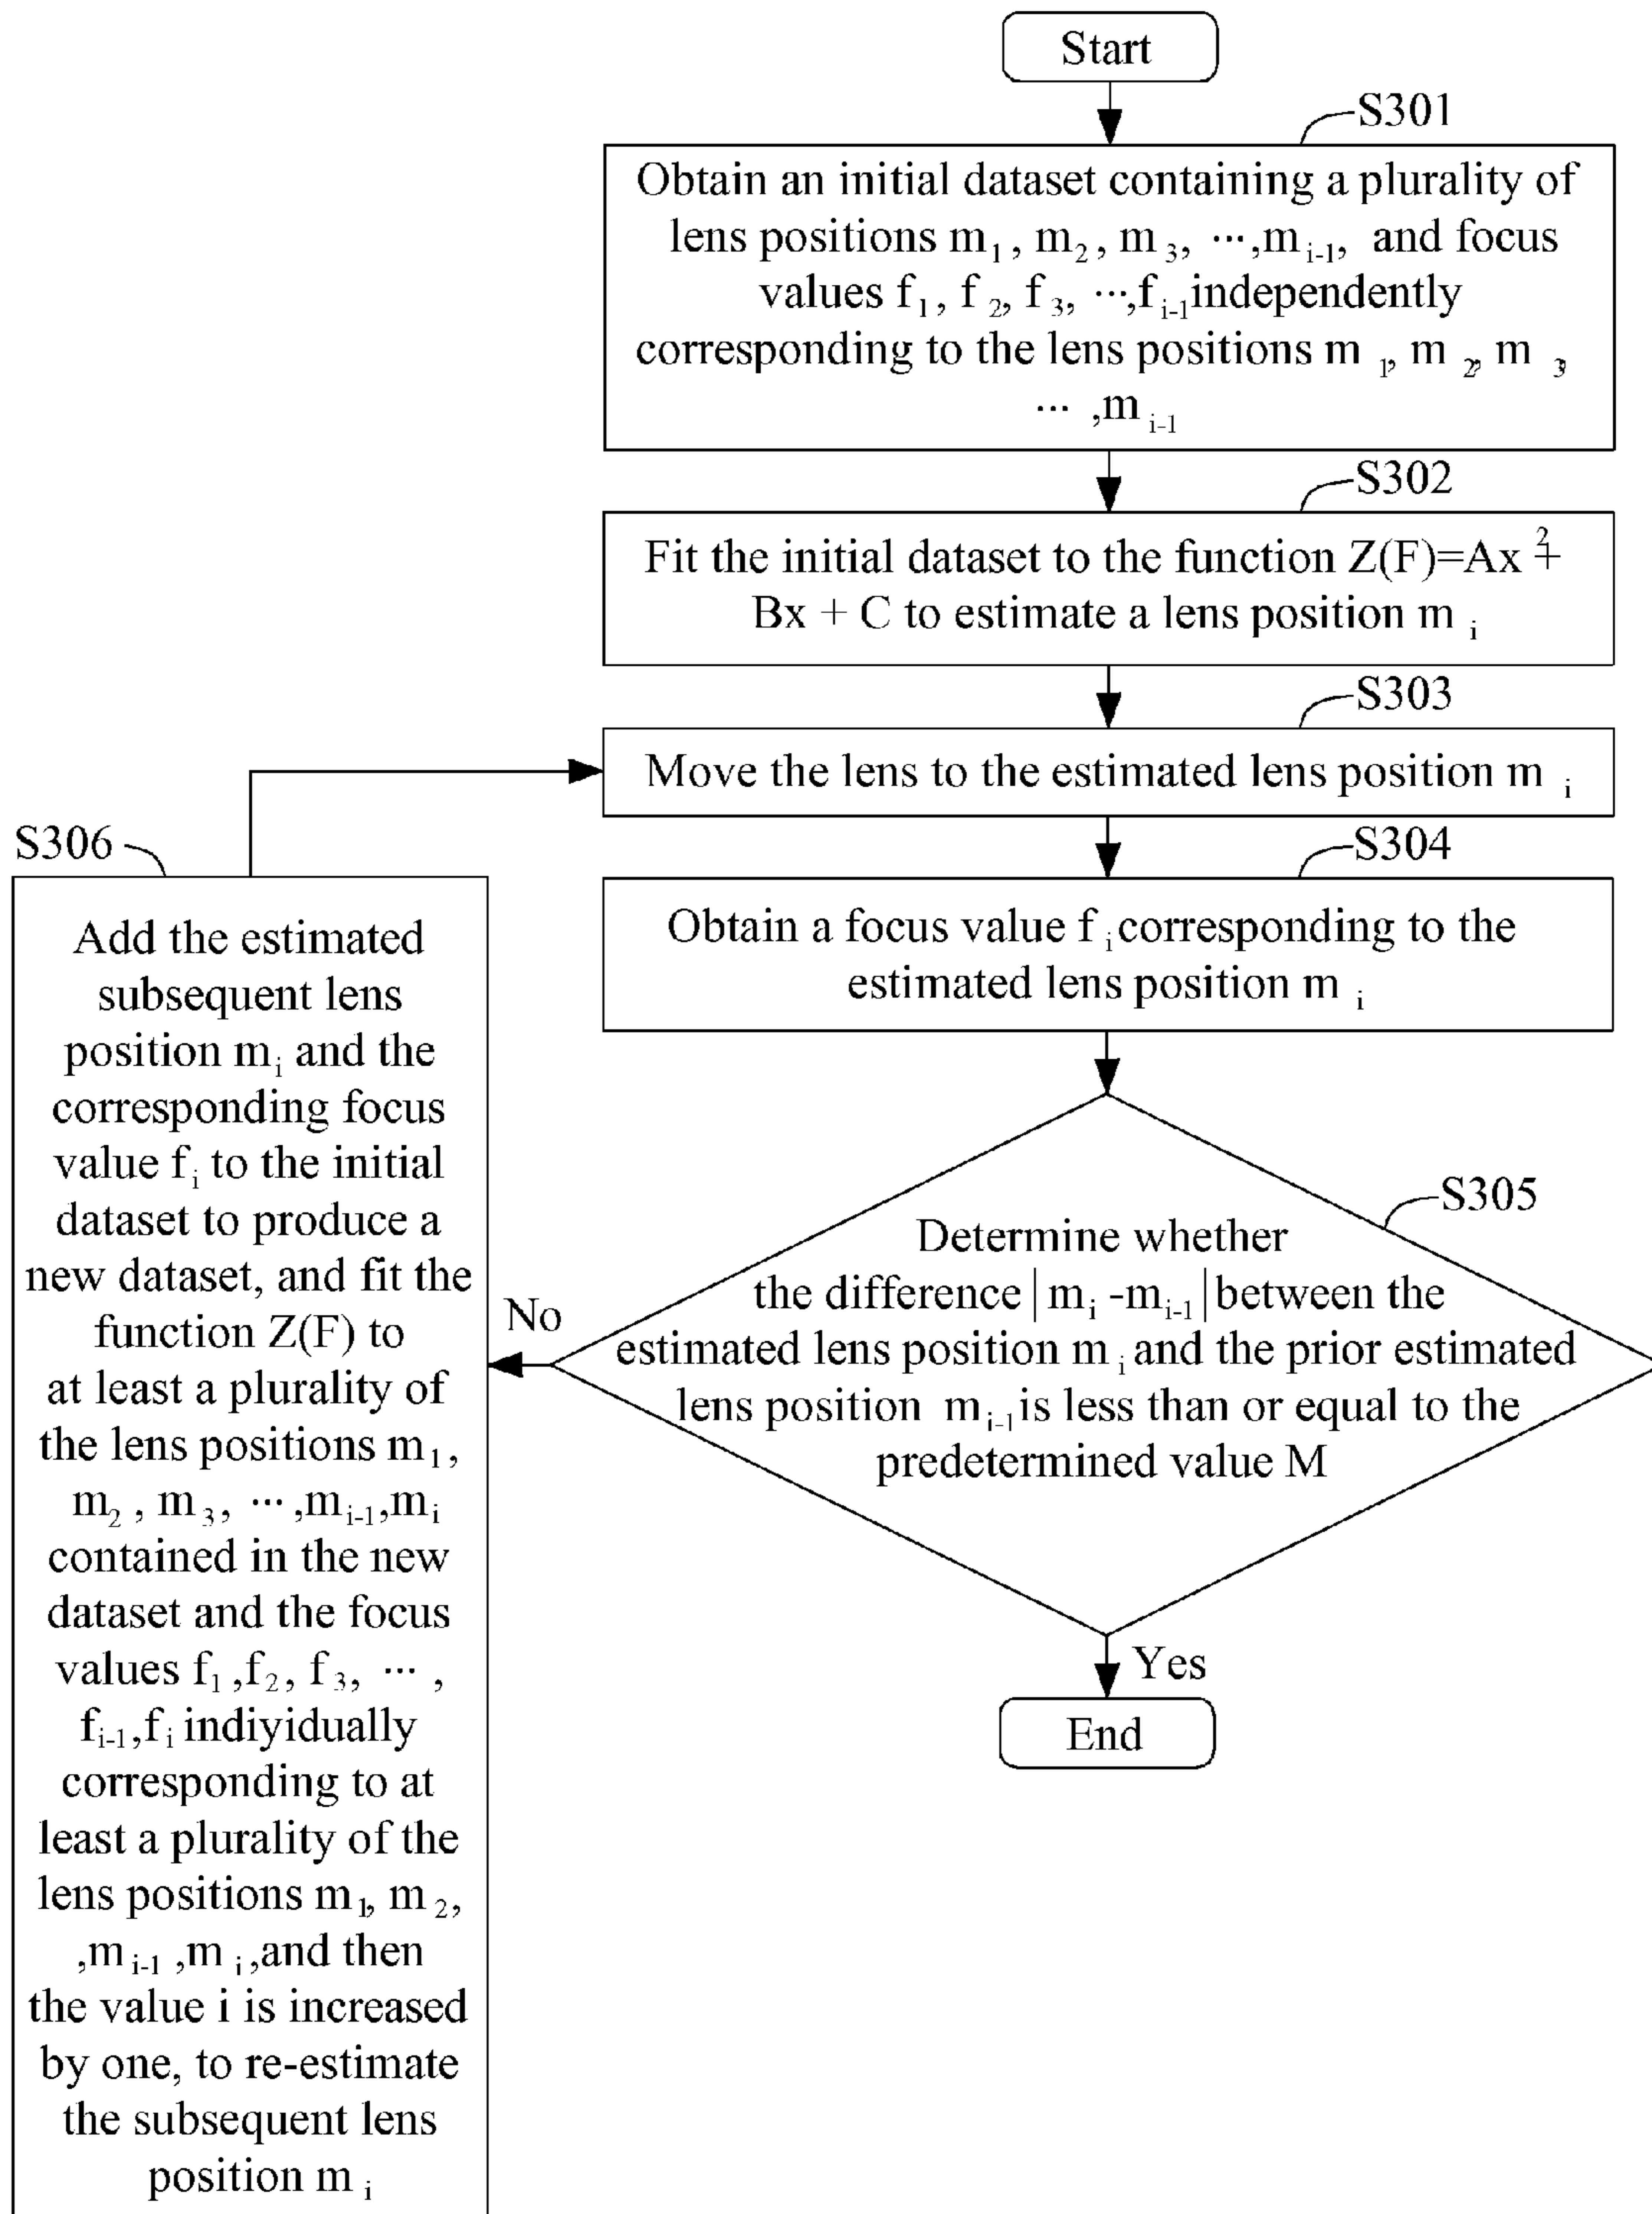 Start
S301
Obtain an initial dataset containing a plurality of
lens positions m₁, m₂, m₃, ⋯,mᵢ₋₁, and focus
values f₁, f₂, f₃, ⋯,fᵢ₋₁ independently
corresponding to the lens positions m₁, m₂, m₃,
⋯ ,mᵢ₋₁
S302
Fit the initial dataset to the function Z(F)=Ax² +
Bx + C to estimate a lens position mᵢ
S303
Move the lens to the estimated lens position mᵢ
S304
Obtain a focus value fᵢ corresponding to the
estimated lens position mᵢ
S305
Determine whether
the difference |mᵢ -mᵢ₋₁| between the
estimated lens position mᵢ and the prior estimated
lens position mᵢ₋₁ is less than or equal to the
predetermined value M
No
Yes
End
S306
Add the estimated
subsequent lens
position mᵢ and the
corresponding focus
value fᵢ to the initial
dataset to produce a
new dataset, and fit the
function Z(F) to
at least a plurality of
the lens positions m₁,
m₂ , m₃, ⋯ ,mᵢ₋₁,mᵢ
contained in the new
dataset and the focus
values f₁ ,f₂, f₃, ⋯ ,
fᵢ₋₁,fᵢ indiyidually
corresponding to at
least a plurality of the
lens positions m₁, m₂,
,mᵢ₋₁ ,mᵢ ,and then
the value i is increased
by one, to re-estimate
the subsequent lens
position mᵢ